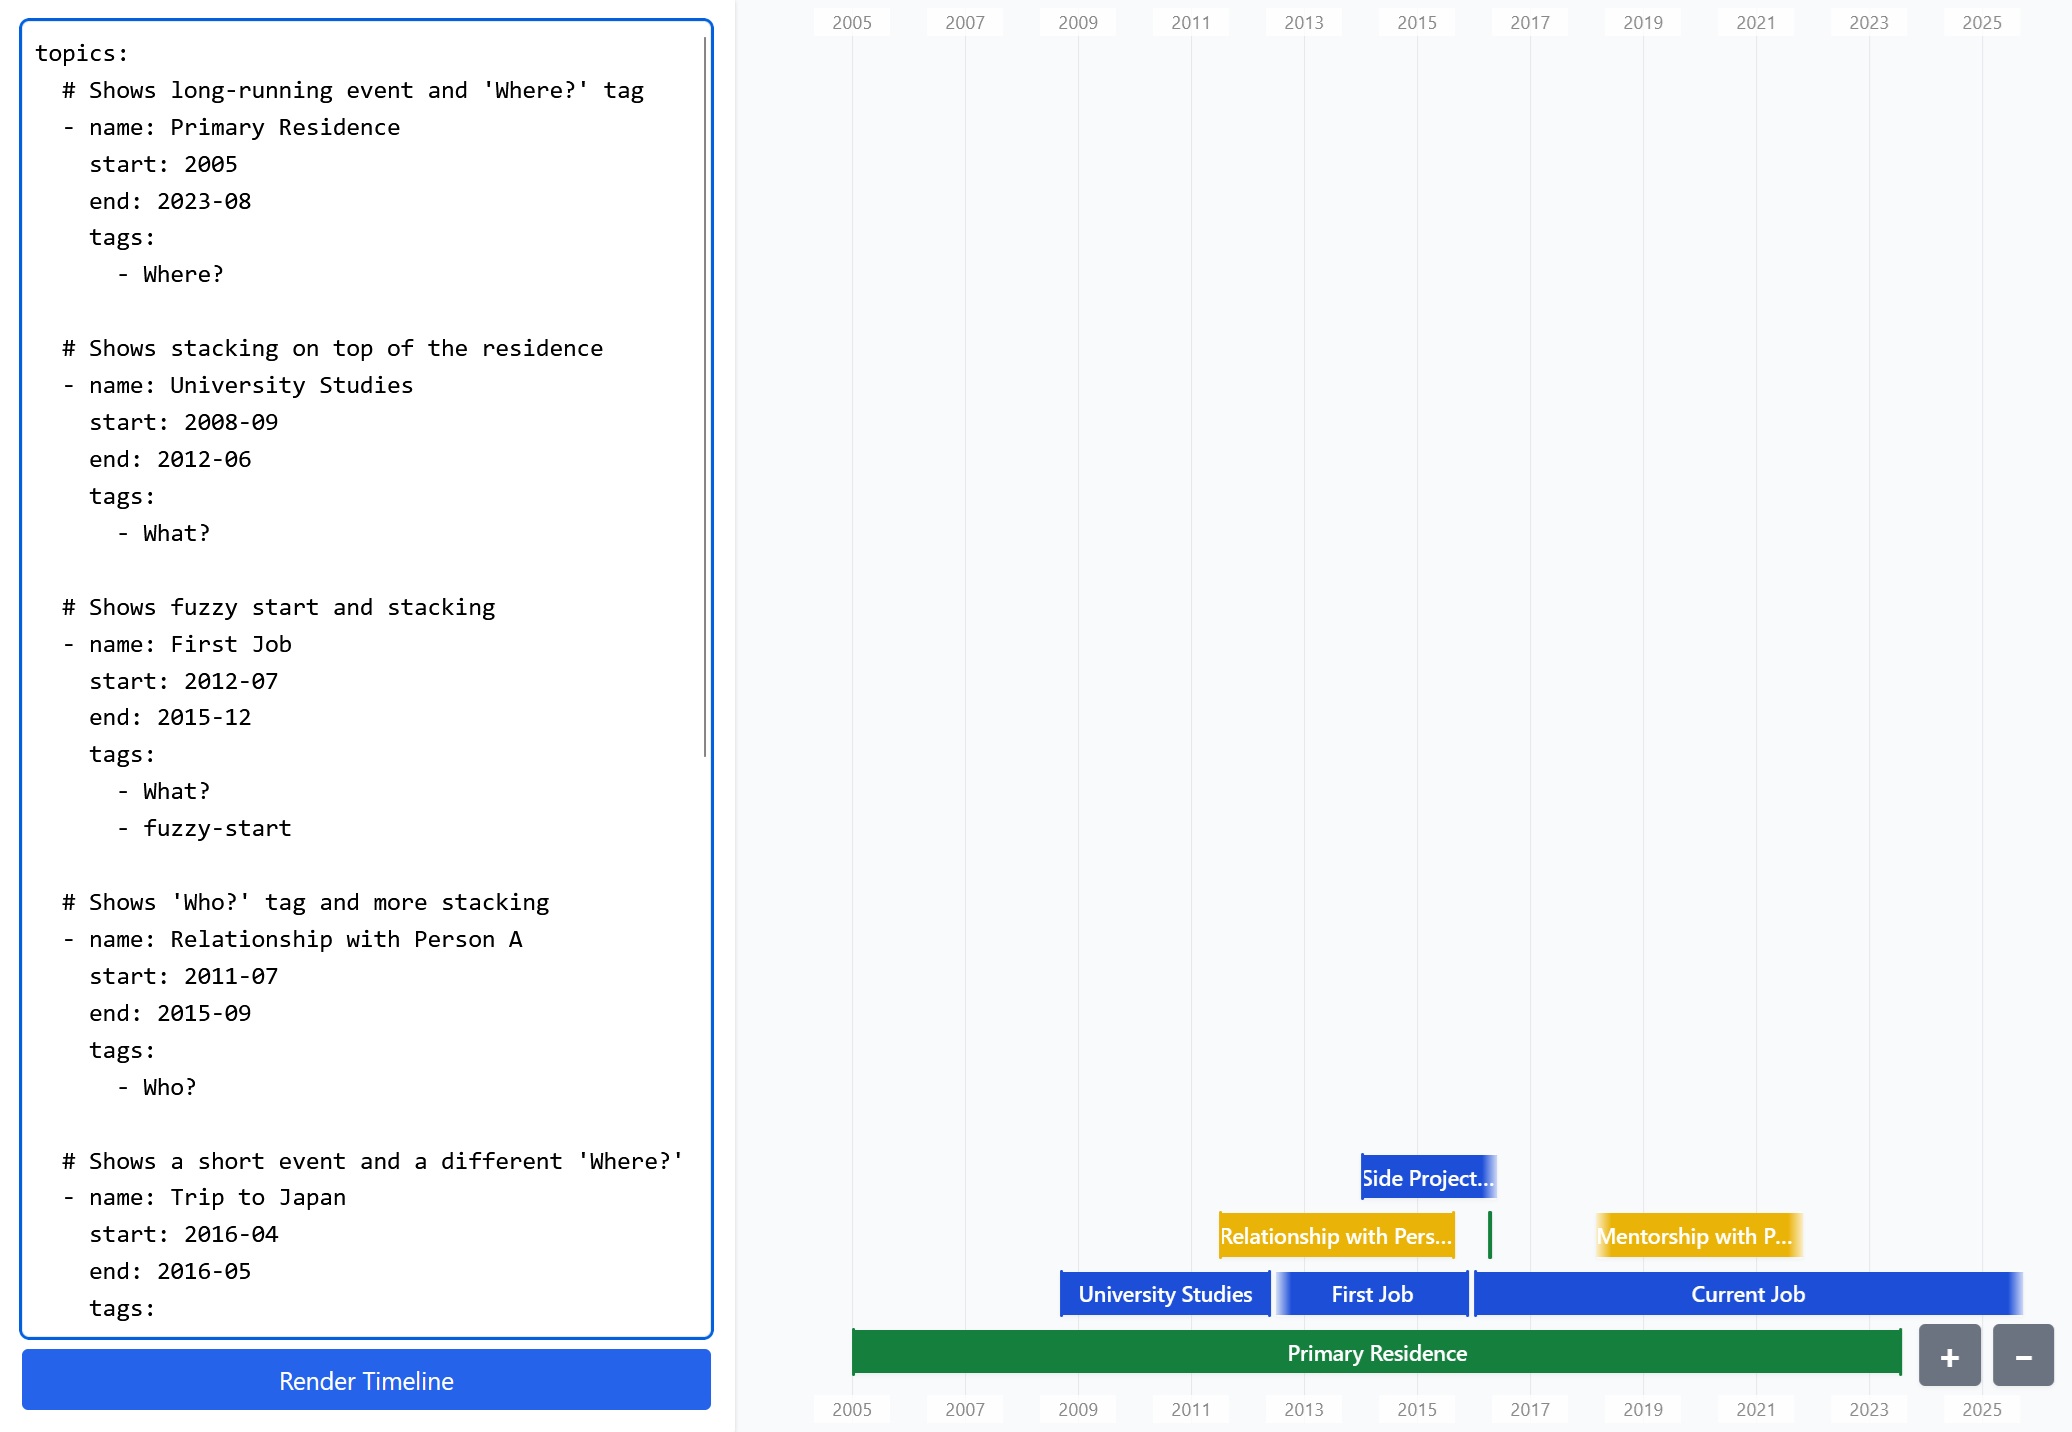 topics:
  # Shows long-running event and 'Where?' tag
  - name: Primary Residence
    start: 2005
    end: 2023-08
    tags:
      - Where?

  # Shows stacking on top of the residence
  - name: University Studies
    start: 2008-09
    end: 2012-06
    tags:
      - What?

  # Shows fuzzy start and stacking
  - name: First Job
    start: 2012-07
    end: 2015-12
    tags:
      - What?
      - fuzzy-start

  # Shows 'Who?' tag and more stacking
  - name: Relationship with Person A
    start: 2011-07
    end: 2015-09
    tags:
      - Who?

  # Shows a short event and a different 'Where?'
  - name: Trip to Japan
    start: 2016-04
    end: 2016-05
    tags:
Render Timeline
2005 2007 2009 2011 2013 2015 2017 2019 2021 2023 2025
Side Project...
Relationship with Pers... Mentorship with P...
University Studies First Job Current Job
Primary Residence
+ −
2005 2007 2009 2011 2013 2015 2017 2019 2021 2023 2025